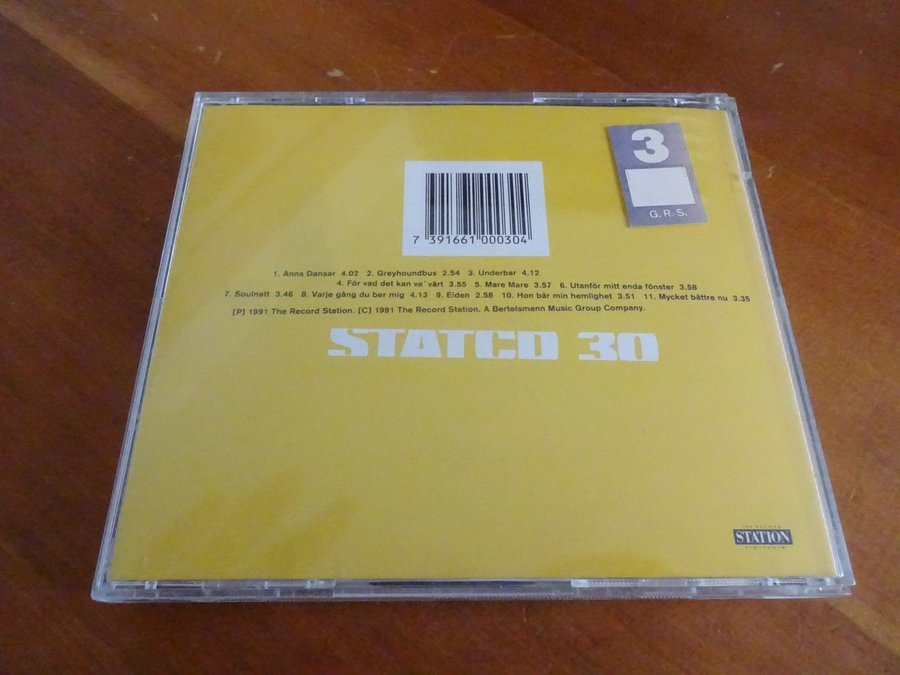 3
G.R.S.
7 391661 000304
1. Anna Dansar 4.02 2. Greyhoundbus 2.54 3. Underbar 4.12
4. För vad det kan va' vårt 3.55 5. Mare Mare 3.57 6. Utanför mitt enda fönster 3.58
7. Soulnatt 3.46 8. Varje gång du ber mig 4.13 9. Elden 2.58 10. Hon bär min hemlighet 3.51 11. Mycket bättre nu 3.35
[P] 1991 The Record Station. [C] 1991 The Record Station. A Bertelsmann Music Group Company.
STATCD 30
STATION